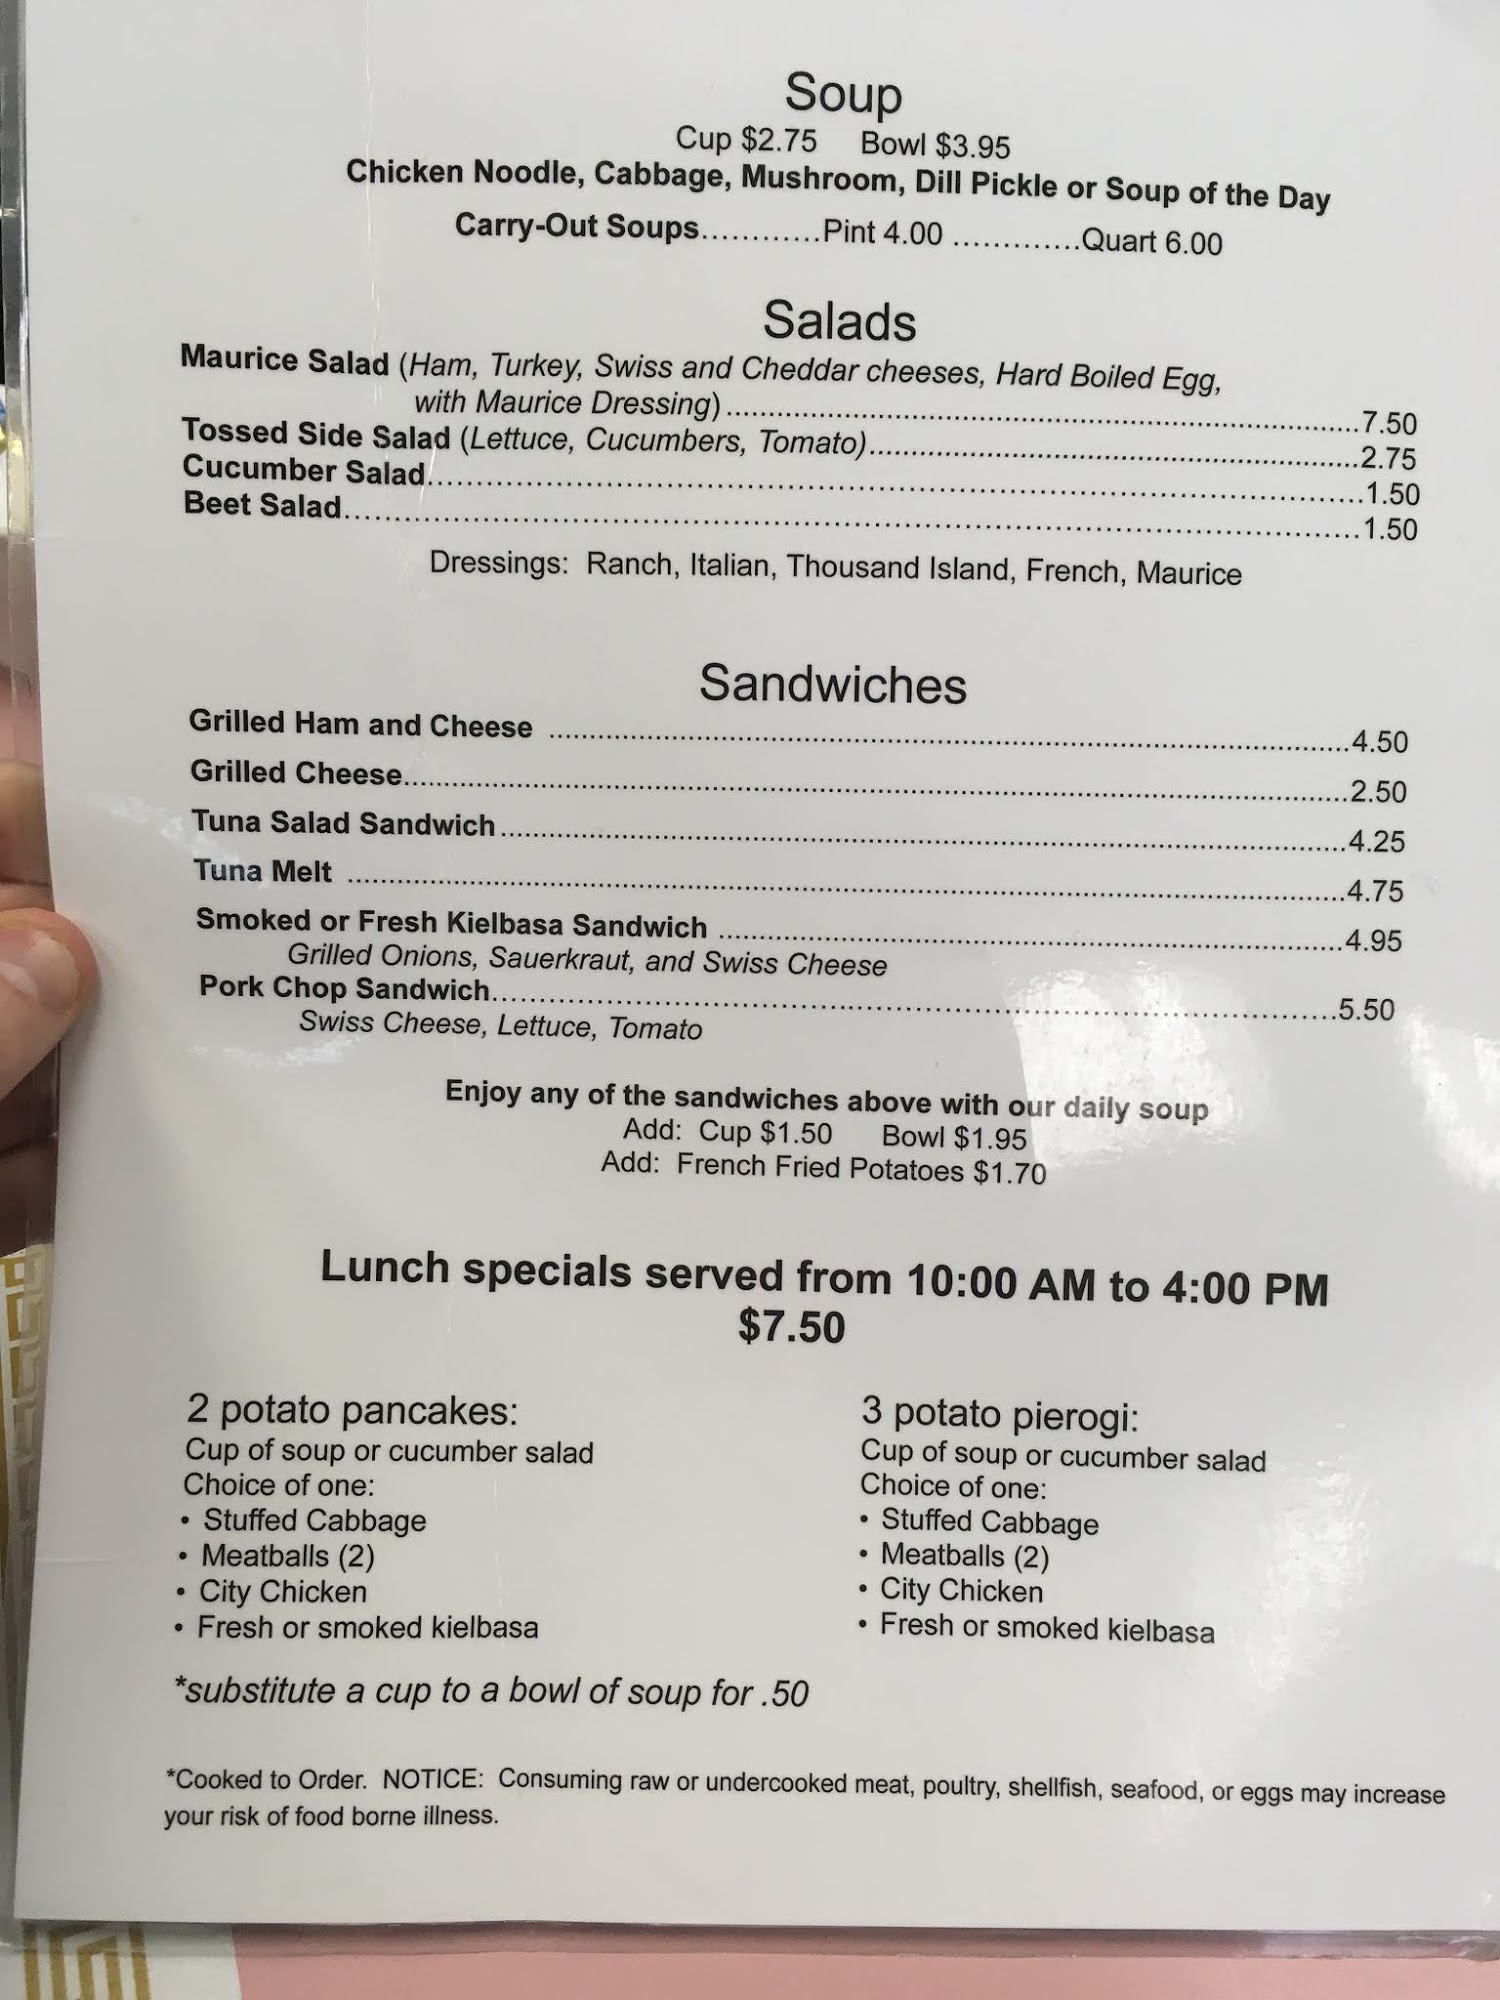 Soup
Cup $2.75 Bowl $3.95
Chicken Noodle, Cabbage, Mushroom, Dill Pickle or Soup of the Day
Carry-Out Soups............Pint 4.00 .............Quart 6.00
Salads
Maurice Salad (Ham, Turkey, Swiss and Cheddar cheeses, Hard Boiled Egg,
with Maurice Dressing)..........7.50
Tossed Side Salad (Lettuce, Cucumbers, Tomato)..........2.75
Cucumber Salad..........1.50
Beet Salad..........1.50
Dressings: Ranch, Italian, Thousand Island, French, Maurice
Sandwiches
Grilled Ham and Cheese ..........4.50
Grilled Cheese..........2.50
Tuna Salad Sandwich..........4.25
Tuna Melt ..........4.75
Smoked or Fresh Kielbasa Sandwich ..........4.95
Grilled Onions, Sauerkraut, and Swiss Cheese
Pork Chop Sandwich..........5.50
Swiss Cheese, Lettuce, Tomato
Enjoy any of the sandwiches above with our daily soup
Add: Cup $1.50 Bowl $1.95
Add: French Fried Potatoes $1.70
Lunch specials served from 10:00 AM to 4:00 PM
$7.50
2 potato pancakes:
Cup of soup or cucumber salad
Choice of one:
• Stuffed Cabbage
• Meatballs (2)
• City Chicken
• Fresh or smoked kielbasa
3 potato pierogi:
Cup of soup or cucumber salad
Choice of one:
• Stuffed Cabbage
• Meatballs (2)
• City Chicken
• Fresh or smoked kielbasa
*substitute a cup to a bowl of soup for .50
*Cooked to Order. NOTICE: Consuming raw or undercooked meat, poultry, shellfish, seafood, or eggs may increase
your risk of food borne illness.